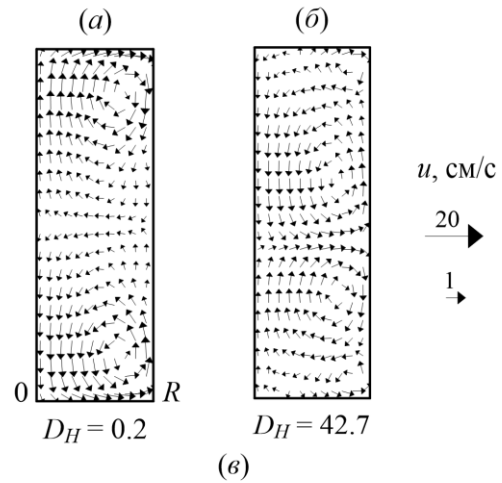 (а) (б)
u, см/с
20
1
0 R
D_H = 0.2 D_H = 42.7
(в)